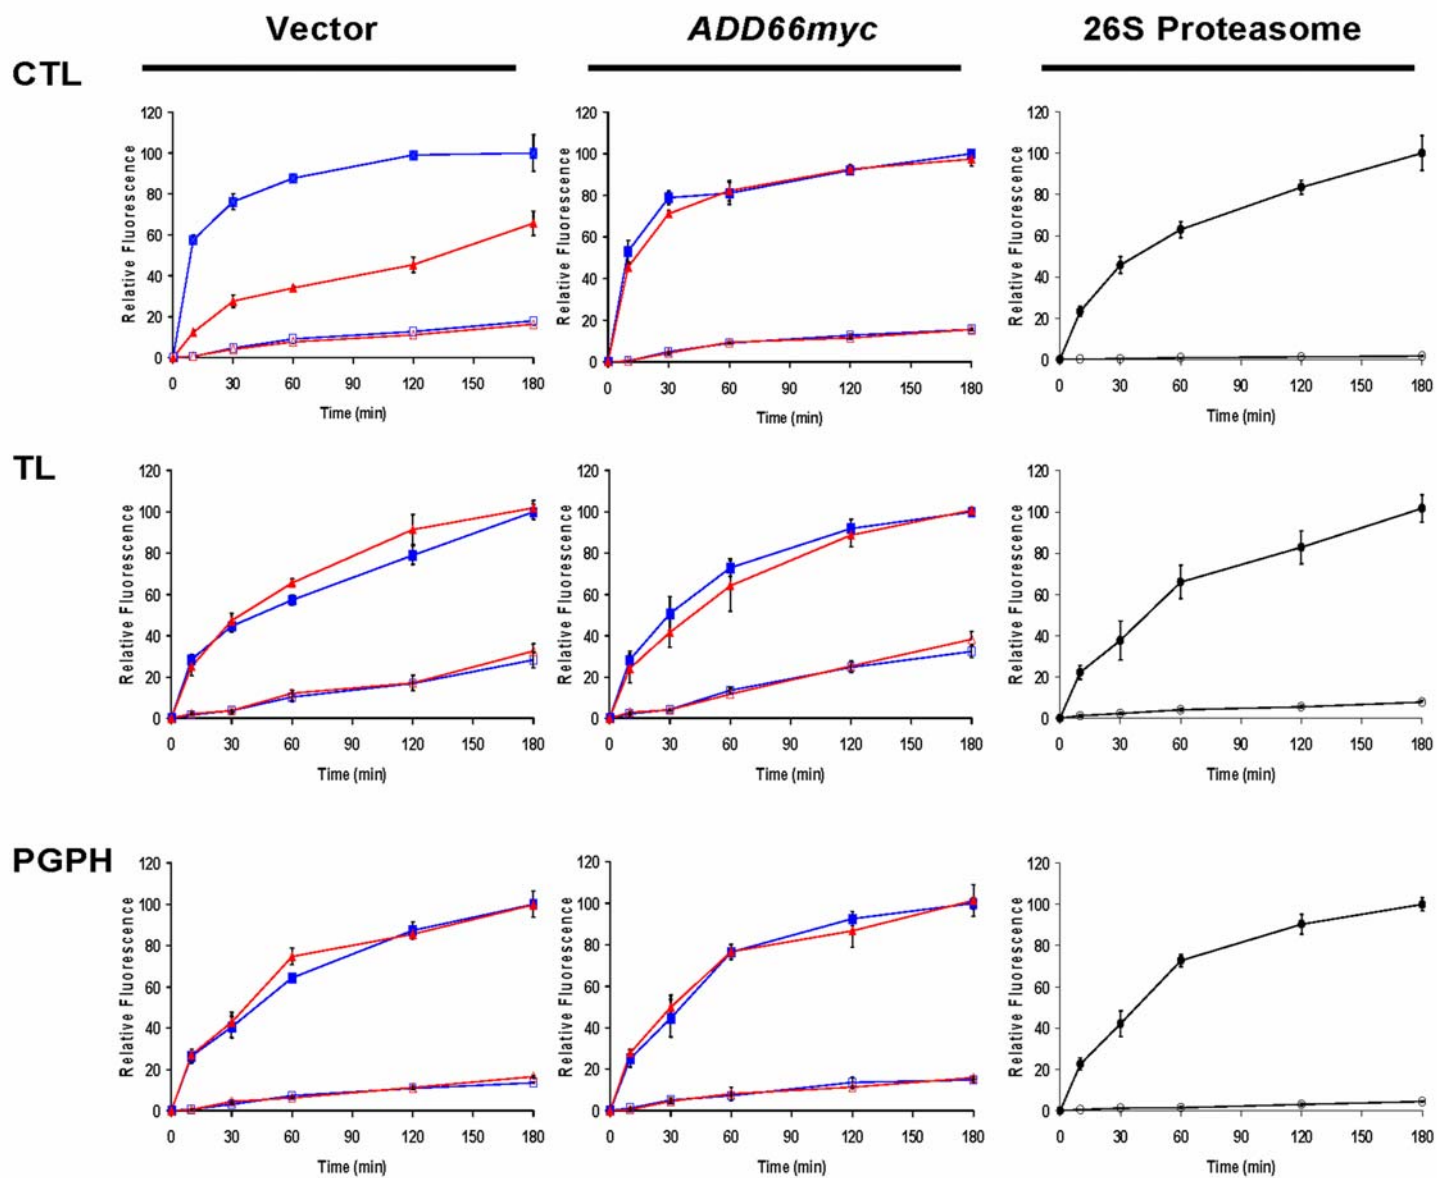 Vector ADD66myc 26S Proteasome
CTL
120 120 120
100 100 100
80 80 80
60 60 60
40 40 40
20 20 20
0 0 0
Relative Fluorescence Relative Fluorescence Relative Fluorescence
0 30 60 90 120 150 180 0 30 60 90 120 150 180 0 30 60 90 120 150 180
Time (min) Time (min) Time (min)
TL
120 120 120
100 100 100
80 80 80
60 60 60
40 40 40
20 20 20
0 0 0
Relative Fluorescence Relative Fluorescence Relative Fluorescence
0 30 60 90 120 150 180 0 30 60 90 120 150 180 0 30 60 90 120 150 180
Time (min) Time (min) Time (min)
PGPH
120 120 120
100 100 100
80 80 80
60 60 60
40 40 40
20 20 20
0 0 0
Relative Fluorescence Relative Fluorescence Relative Fluorescence
0 30 60 90 120 150 180 0 30 60 90 120 150 180 0 30 60 90 120 150 180
Time (min) Time (min) Time (min)